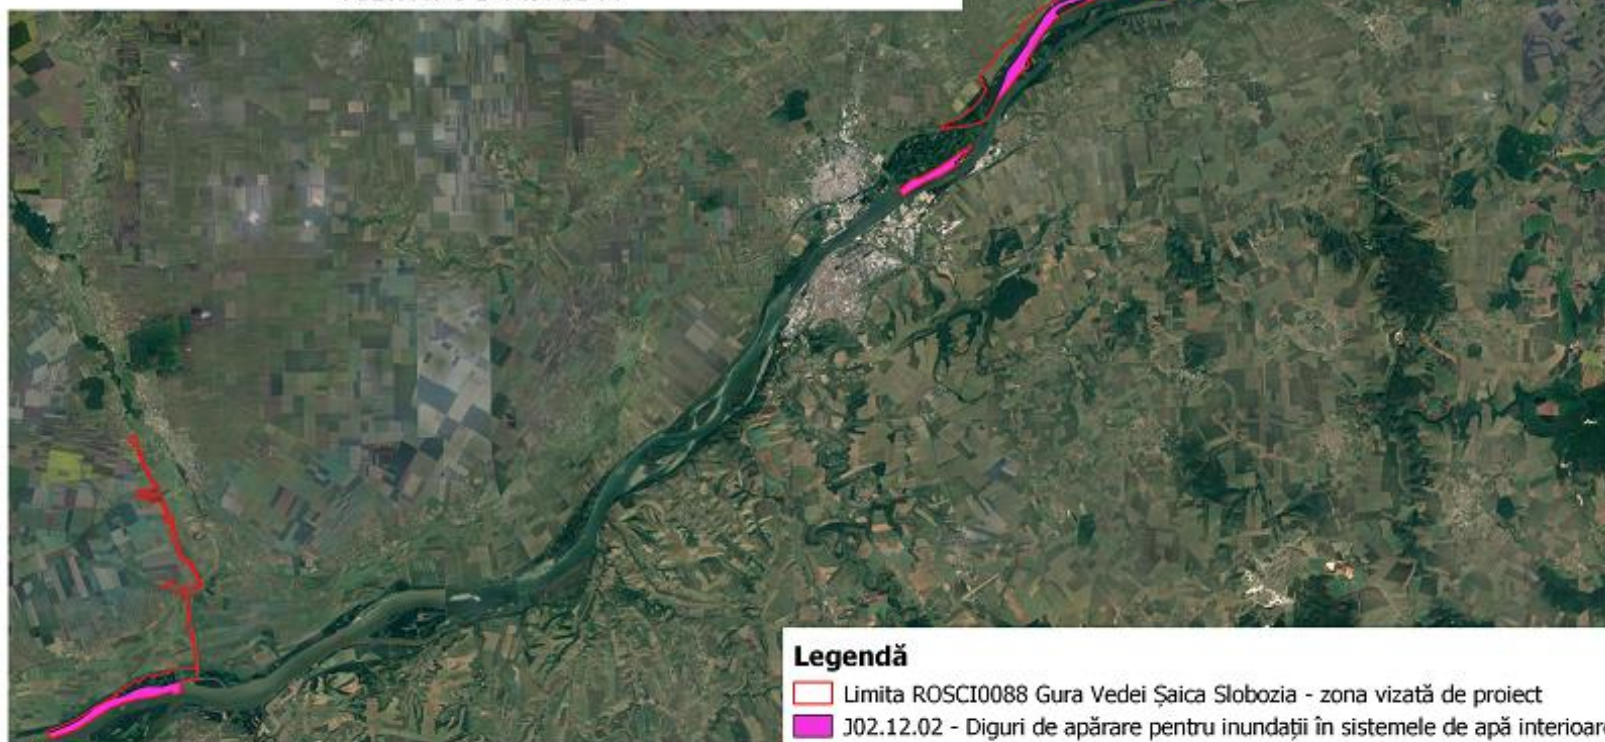 Legendă
Limita ROSCI0088 Gura Vedei Șaica Slobozia - zona vizată de proiect
J02.12.02 - Diguri de apărare pentru inundații în sistemele de apă interioare